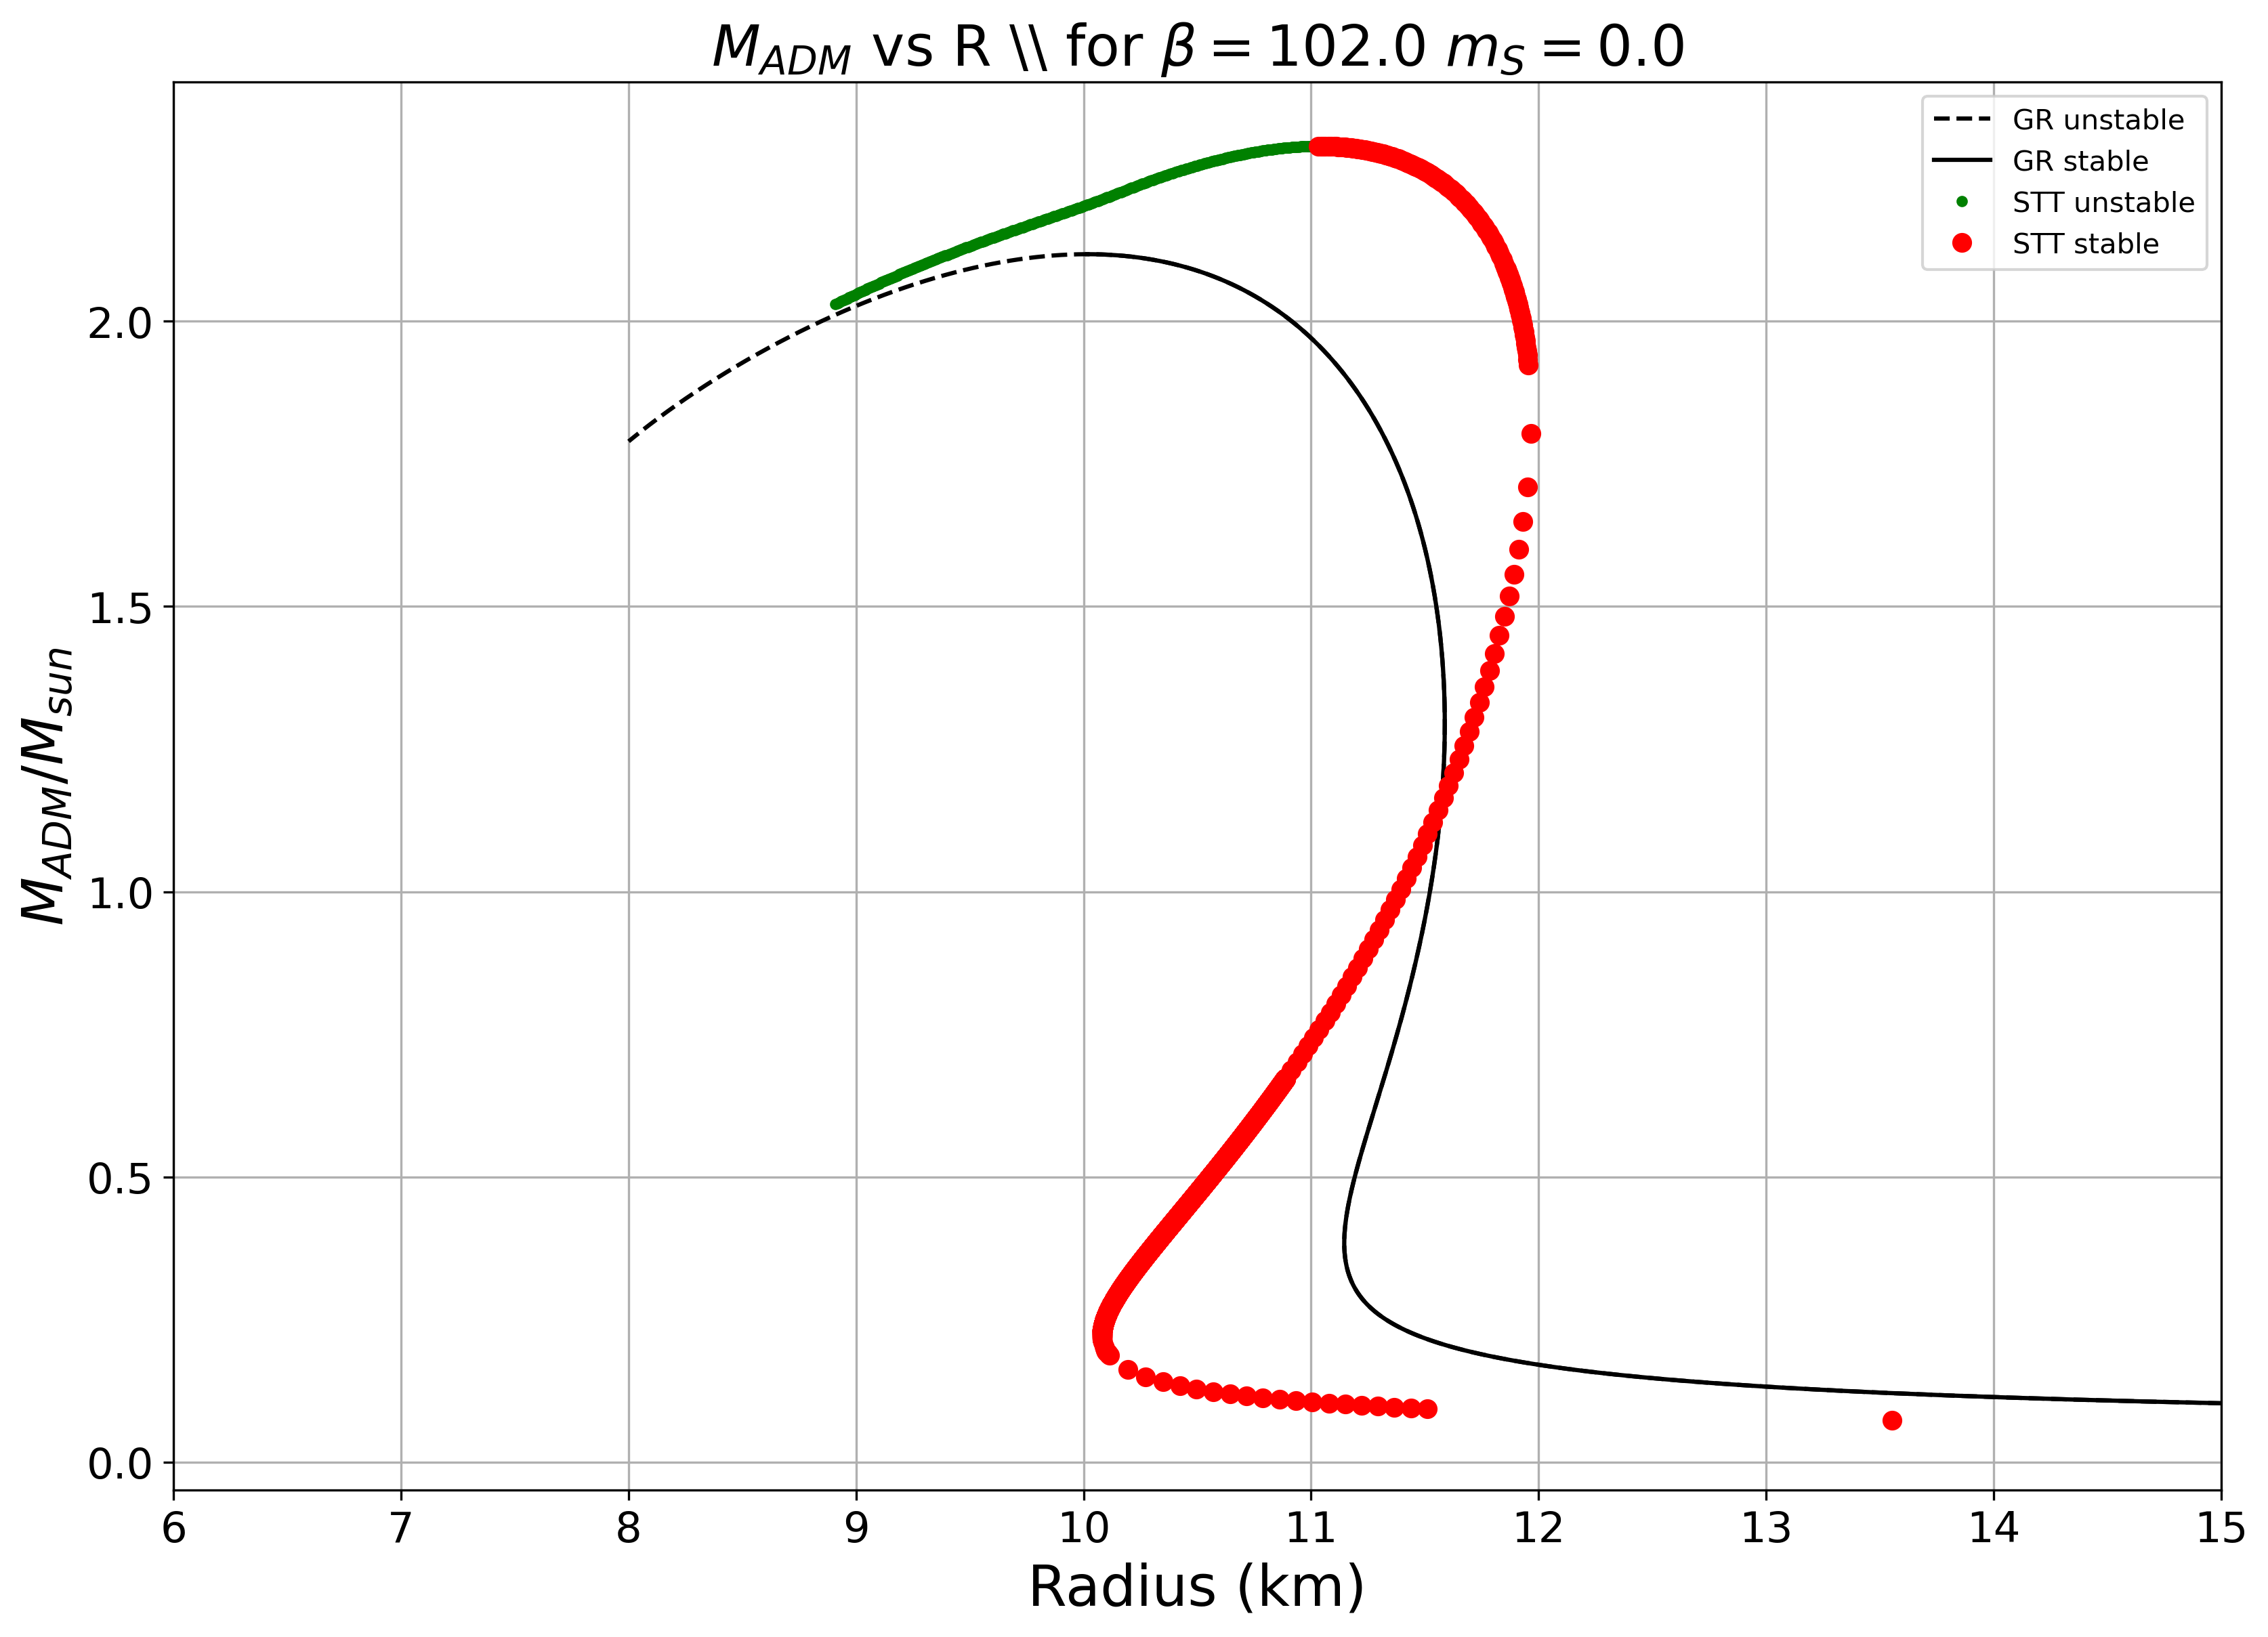 M_ADM vs R \\ for β = 102.0 m_S = 0.0
GR unstable
GR stable
STT unstable
STT stable
M_ADM/M_sun
2.0
1.5
1.0
0.5
0.0
6 7 8 9 10 11 12 13 14 15
Radius (km)